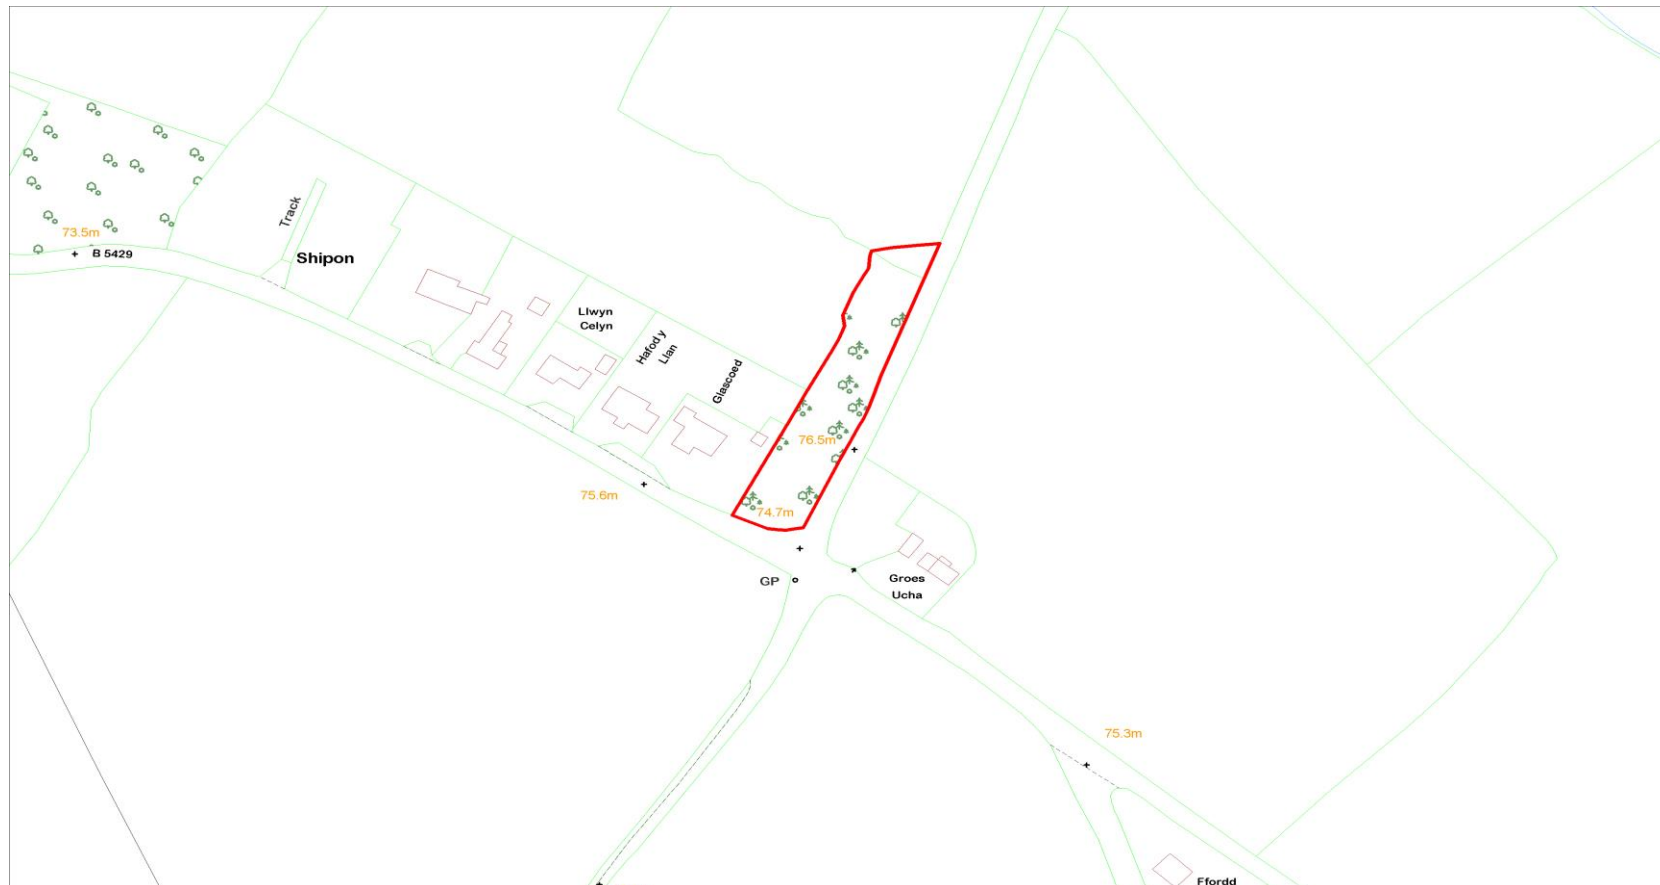 73.5m
B 5429
Track
Shipon
Llwyn
Celyn
Hafod y
Llan
Glascoed
76.5m
74.7m
75.6m
GP
Groes
Ucha
75.3m
Ffordd